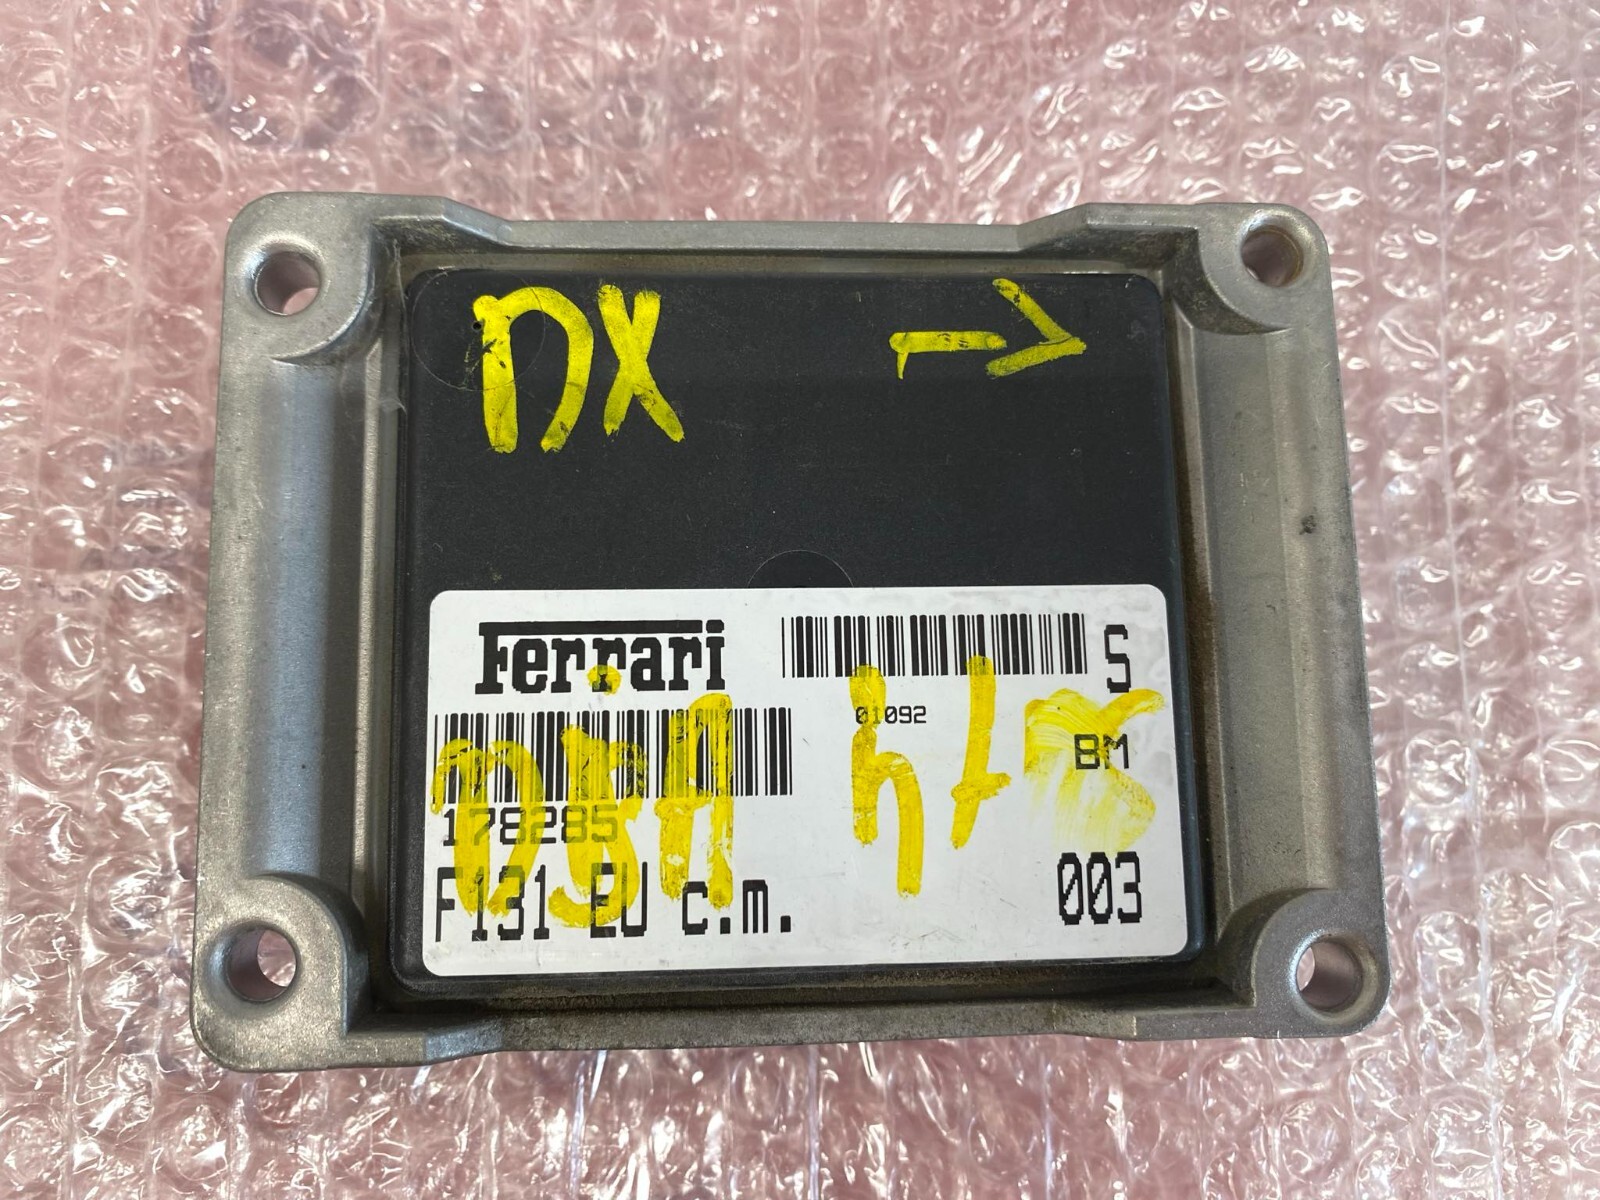 DX ->
Ferrari
S
01092
BM
178285
F131 EU c.m.
003